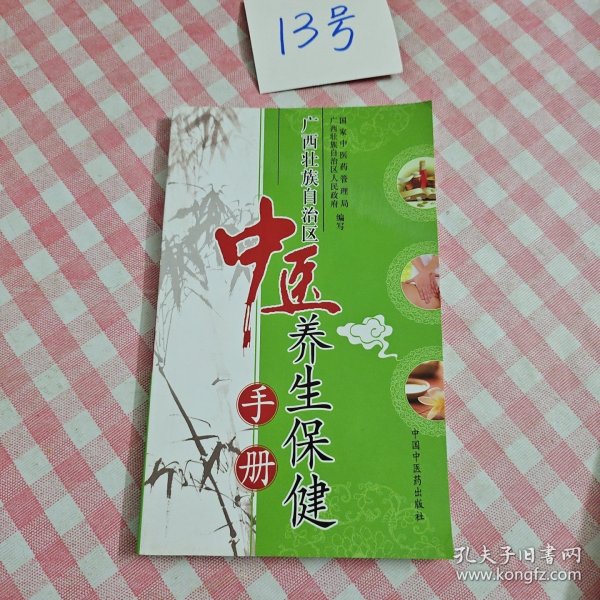 13号
广西壮族自治区
国家中医药管理局
广西壮族自治区人民政府
编写
中医
养生保健
手册
中国中医药出版社
孔夫子旧书网
www.kongfz.com